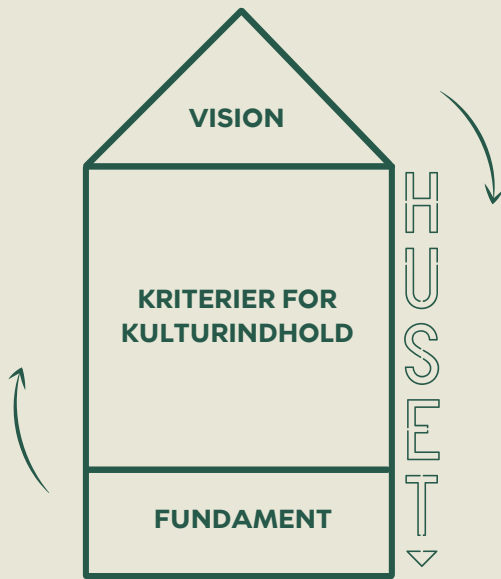 VISION
KRITERIER FOR
KULTURINDHOLD
FUNDAMENT
HUSET